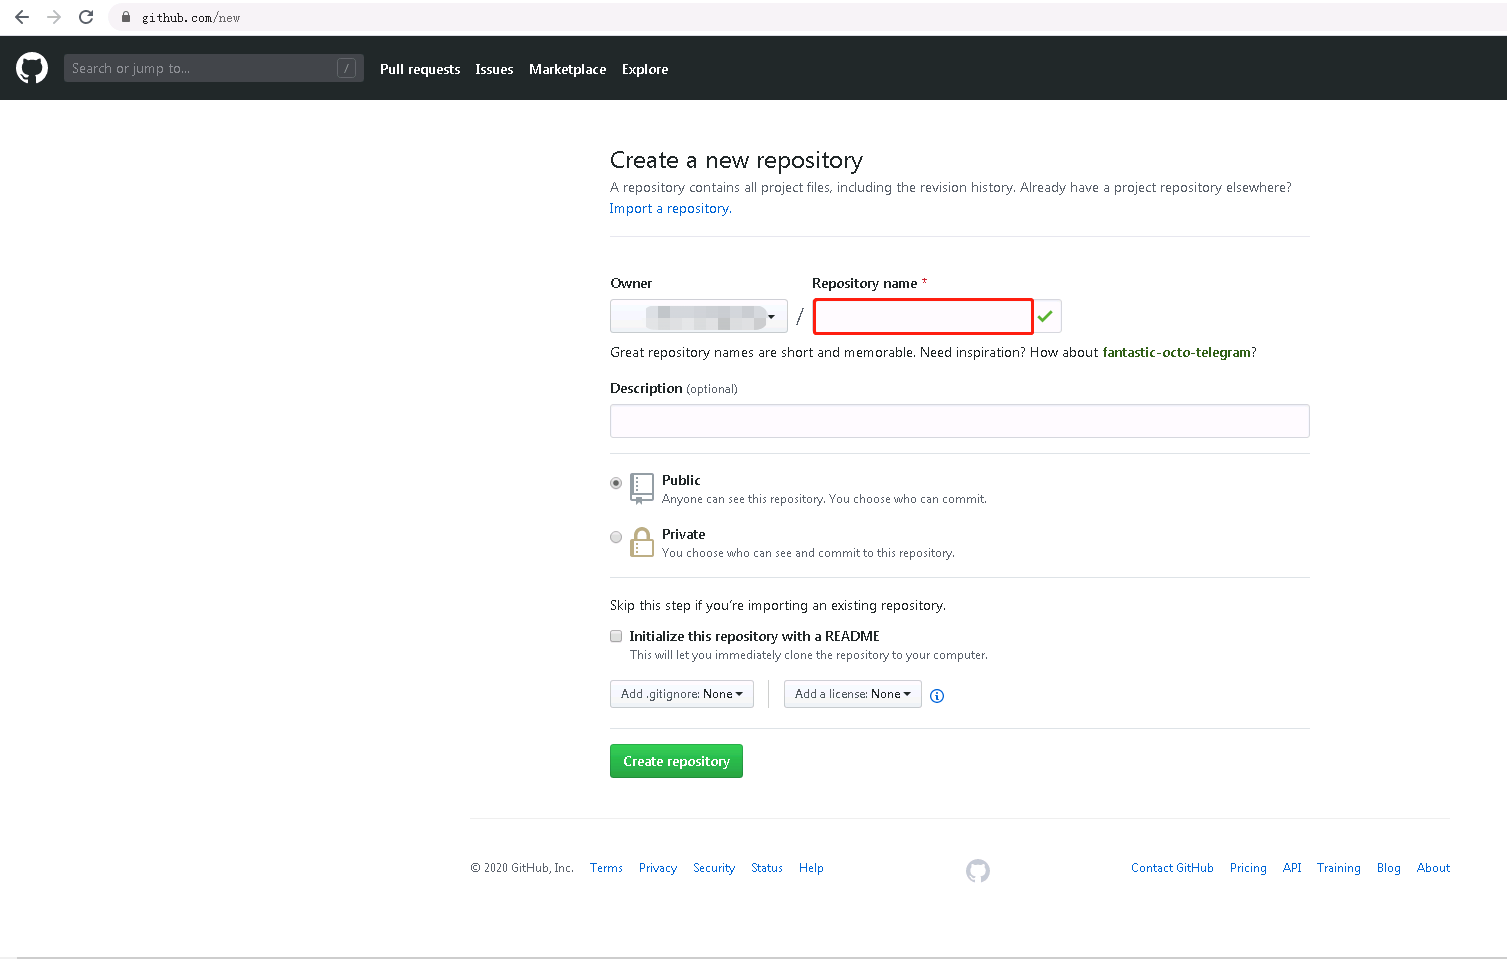 github.com/new
Search or jump to... /
Pull requests Issues Marketplace Explore
Create a new repository
A repository contains all project files, including the revision history. Already have a project repository elsewhere?
Import a repository.
Owner Repository name *
/
Great repository names are short and memorable. Need inspiration? How about fantastic-octo-telegram?
Description (optional)
Public
Anyone can see this repository. You choose who can commit.
Private
You choose who can see and commit to this repository.
Skip this step if you're importing an existing repository.
Initialize this repository with a README
This will let you immediately clone the repository to your computer.
Add .gitignore: None Add a license: None
Create repository
© 2020 GitHub, Inc. Terms Privacy Security Status Help Contact GitHub Pricing API Training Blog About